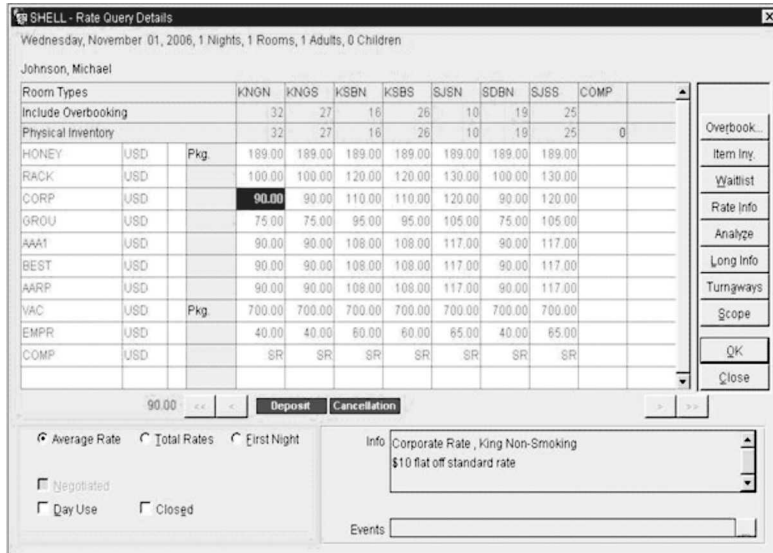 SHELL - Rate Query Details
Wednesday, November 01, 2006, 1 Nights, 1 Rooms, 1 Adults, 0 Children
Johnson, Michael
Room Types KNGN KNGS KSBN KSBS SJSN SDBN SJSS COMP
Include Overbooking 32 27 16 26 10 19 25
Physical Inventory 32 27 16 26 10 19 25 0
HONEY USD Pkg. 189.00 189.00 189.00 189.00 189.00 189.00 189.00
RACK USD 100.00 100.00 120.00 120.00 130.00 100.00 130.00
CORP USD 90.00 90.00 110.00 110.00 120.00 90.00 120.00
GROU USD 75.00 75.00 95.00 95.00 105.00 75.00 105.00
AAA1 USD 90.00 90.00 108.00 108.00 117.00 90.00 117.00
BEST USD 90.00 90.00 108.00 108.00 117.00 90.00 117.00
AARP USD 90.00 90.00 108.00 108.00 117.00 90.00 117.00
VAC USD Pkg. 700.00 700.00 700.00 700.00 700.00 700.00 700.00
EMPR USD 40.00 40.00 60.00 60.00 65.00 40.00 65.00
COMP USD SR SR SR SR SR SR SR
Overbook...
Item Inv.
Waitlist
Rate Info
Analyze
Long Info
Turnaways
Scope
OK
Close
90.00 << < Deposit Cancellation > >>
Average Rate Total Rates First Night
Negotiated
Day Use Closed
Info Corporate Rate , King Non-Smoking
$10 flat off standard rate
Events ...